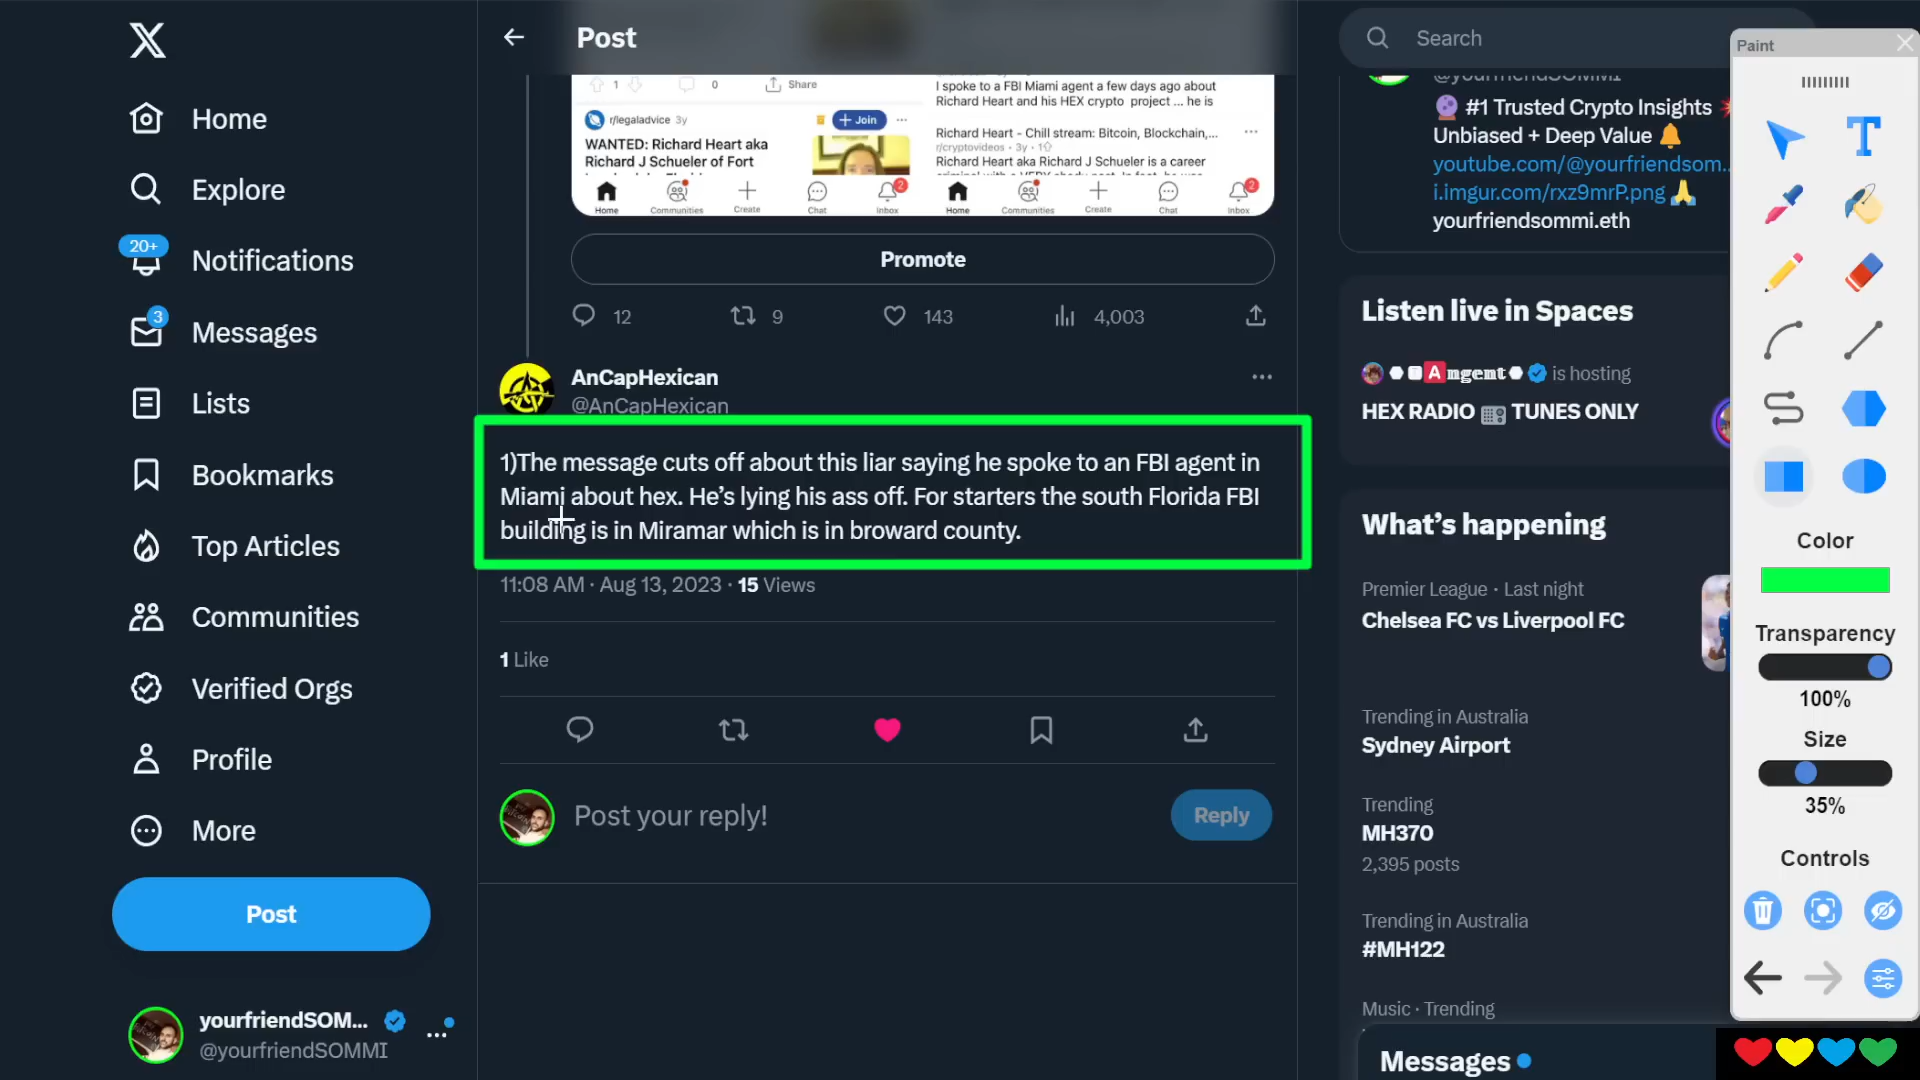 Home
Explore
20+
Notifications
3
Messages
Lists
Bookmarks
Top Articles
Communities
Verified Orgs
Profile
More
Post
yourfriendSOM...
@yourfriendSOMMI
Post
1
0
Share
r/legaladvice 3y
+ Join
WANTED: Richard Heart aka
Richard J Schueler of Fort
Home
Communities
Create
Chat
2
Inbox
I spoke to a FBI Miami agent a few days ago about
Richard Heart and his HEX crypto project ... he is
Richard Heart - Chill stream: Bitcoin, Blockchain,...
r/cryptovideos · 3y · 1
Richard Heart aka Richard J Schueler is a career
Home
Communities
Create
Chat
2
Inbox
Promote
12
9
143
4,003
AnCapHexican
@AnCapHexican
1)The message cuts off about this liar saying he spoke to an FBI agent in
Miami about hex. He’s lying his ass off. For starters the south Florida FBI
building is in Miramar which is in broward county.
11:08 AM · Aug 13, 2023 · 15 Views
1 Like
Post your reply!
Reply
Search
@yourfriendSOMMI
🔮 #1 Trusted Crypto Insights
Unbiased + Deep Value 🔔
youtube.com/@yourfriendsom...
i.imgur.com/rxz9mrP.png 🙏
yourfriendsommi.eth
Listen live in Spaces
🅰𝖒𝖌𝖊𝖓𝖙 is hosting
HEX RADIO 📻 TUNES ONLY
What’s happening
Premier League · Last night
Chelsea FC vs Liverpool FC
Trending in Australia
Sydney Airport
Trending
MH370
2,395 posts
Trending in Australia
#MH122
Music · Trending
Messages
Paint
T
Color
Transparency
100%
Size
35%
Controls